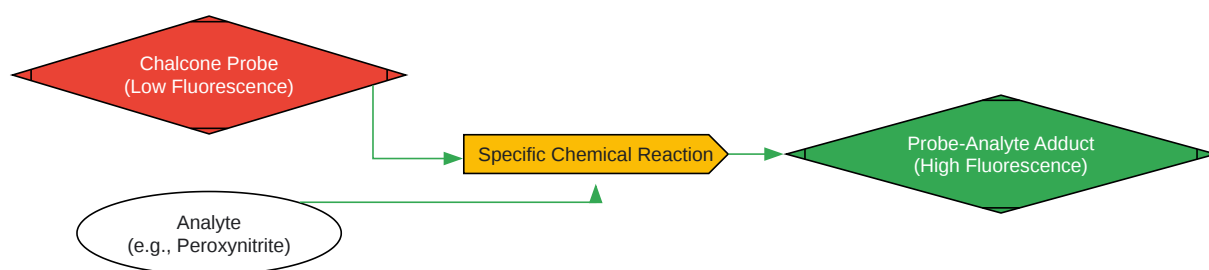 Chalcone Probe
(Low Fluorescence)
Specific Chemical Reaction
Probe-Analyte Adduct
(High Fluorescence)
Analyte
(e.g., Peroxynitrite)